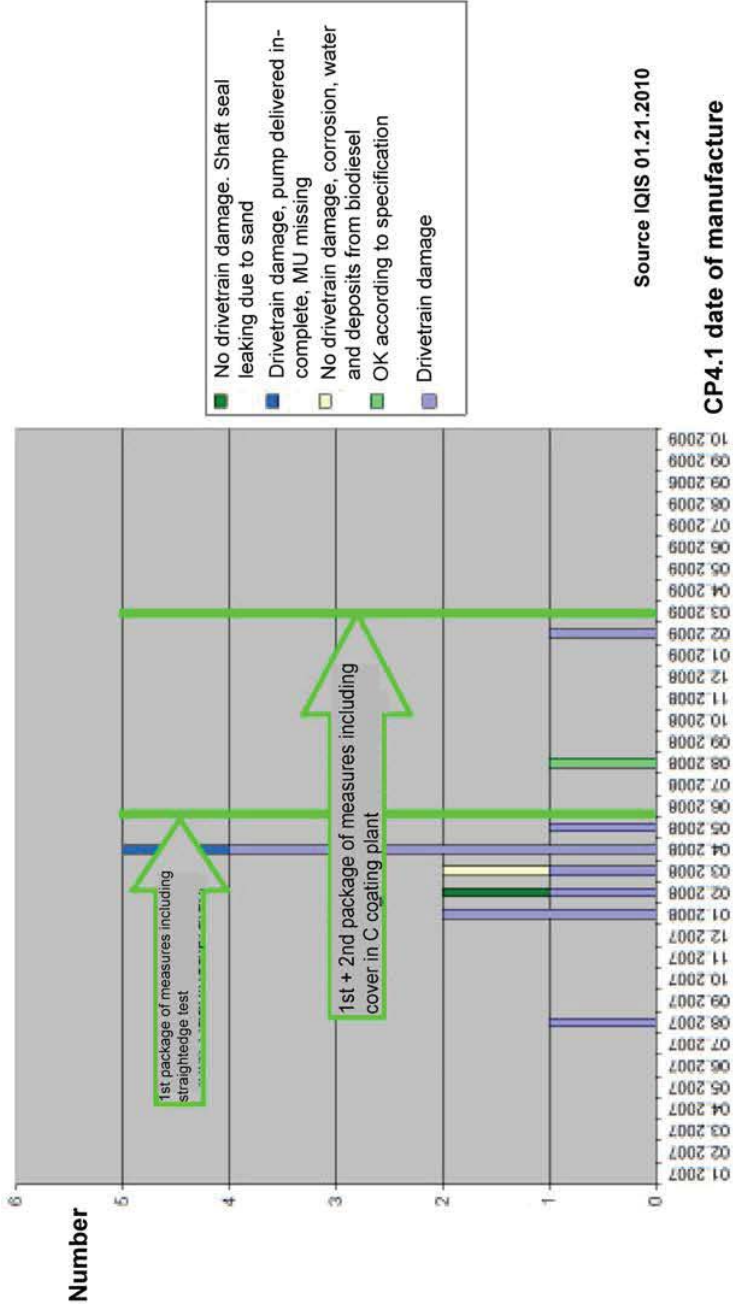 Number
6
5
4
3
2
1
0
1st package of measures including
straightedge test
1st + 2nd package of measures including
cover in C coating plant
01.2007
02.2007
03.2007
04.2007
05.2007
06.2007
07.2007
08.2007
09.2007
10.2007
11.2007
12.2007
01.2008
02.2008
03.2008
04.2008
05.2008
06.2008
07.2008
08.2008
09.2008
10.2008
11.2008
12.2008
01.2009
02.2009
03.2009
04.2009
05.2009
06.2009
07.2009
08.2009
09.2009
09.2009
10.2009
No drivetrain damage. Shaft seal
leaking due to sand
Drivetrain damage, pump delivered in-
complete, MU missing
No drivetrain damage, corrosion, water
and deposits from biodiesel
OK according to specification
Drivetrain damage
Source IQIS 01.21.2010
CP4.1 date of manufacture